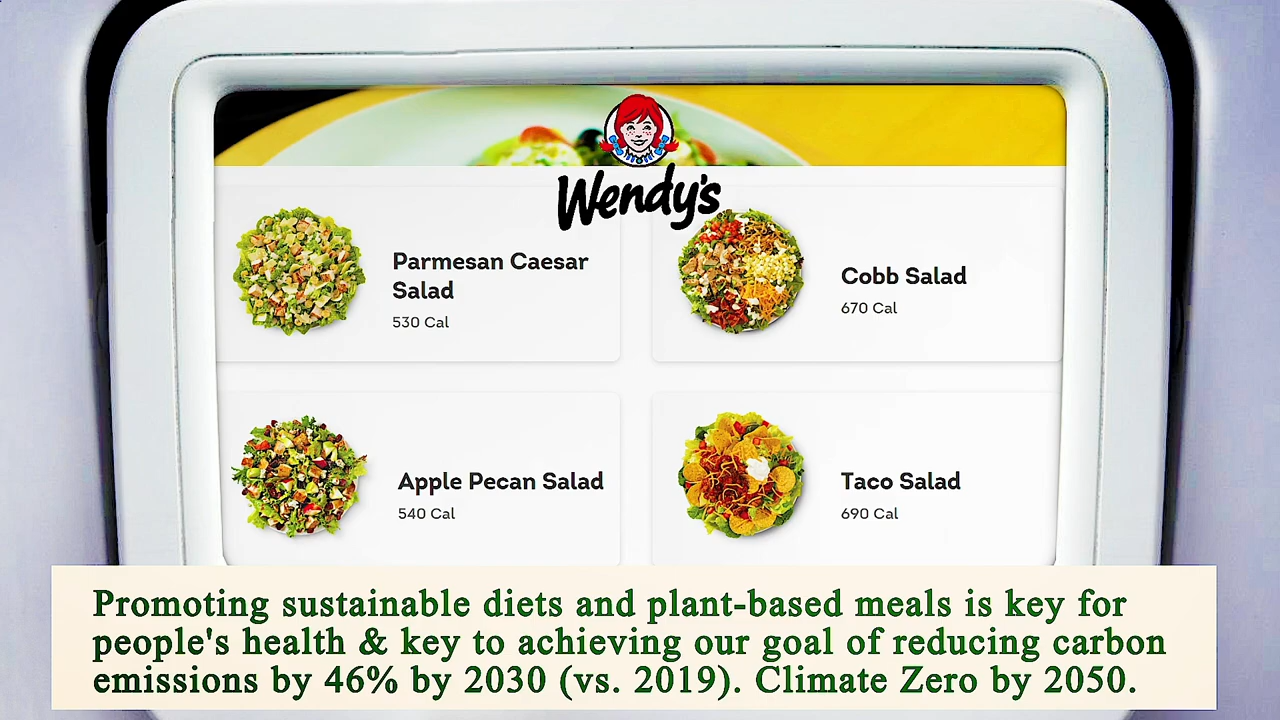 Wendy's
Parmesan Caesar
Salad
530 Cal
Cobb Salad
670 Cal
Apple Pecan Salad
540 Cal
Taco Salad
690 Cal
Promoting sustainable diets and plant-based meals is key for
people's health & key to achieving our goal of reducing carbon
emissions by 46% by 2030 (vs. 2019). Climate Zero by 2050.